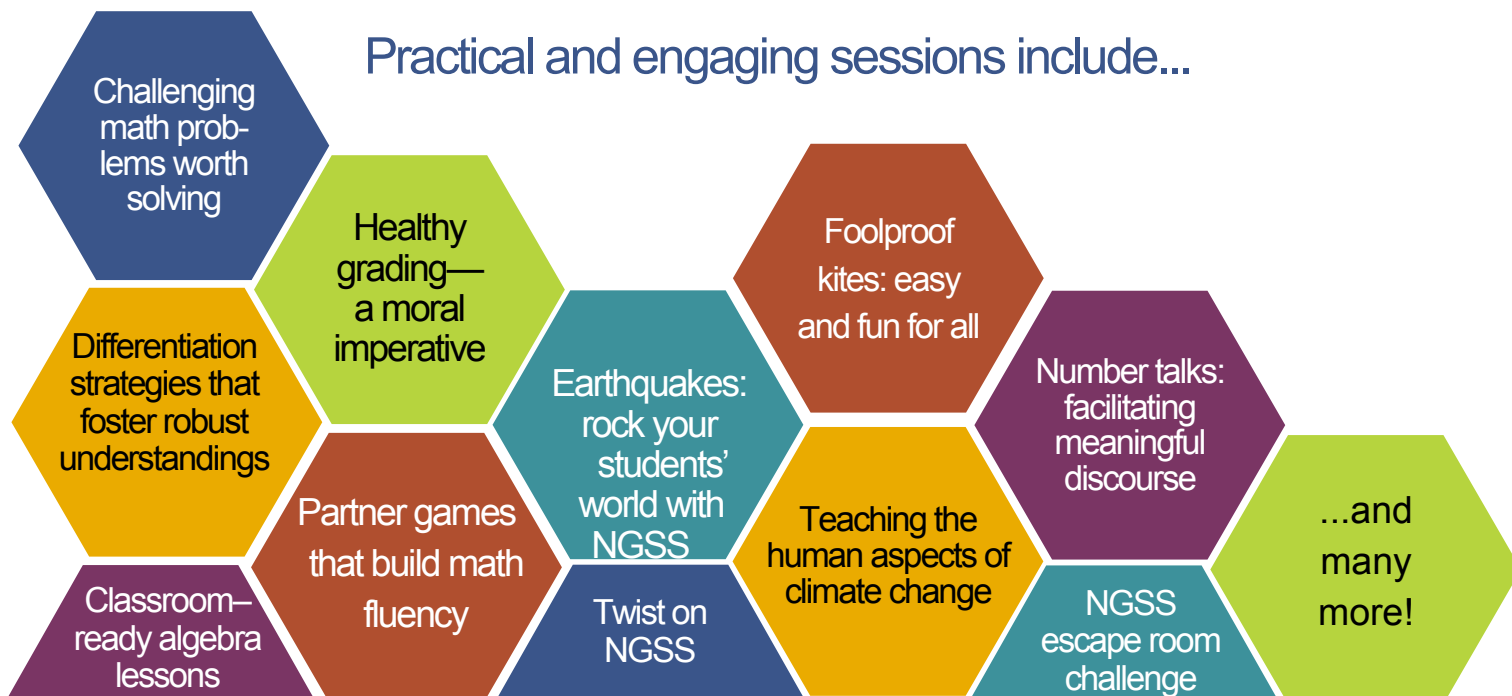 Practical and engaging sessions include...
Challenging
math prob-
lems worth
solving
Healthy
grading—
a moral
imperative
Foolproof
kites: easy
and fun for all
Differentiation
strategies that
foster robust
understandings
Earthquakes:
rock your
students’
world with
NGSS
Number talks:
facilitating
meaningful
discourse
Partner games
that build math
fluency
Teaching the
human aspects of
climate change
...and
many
more!
Classroom–
ready algebra
lessons
Twist on
NGSS
NGSS
escape room
challenge